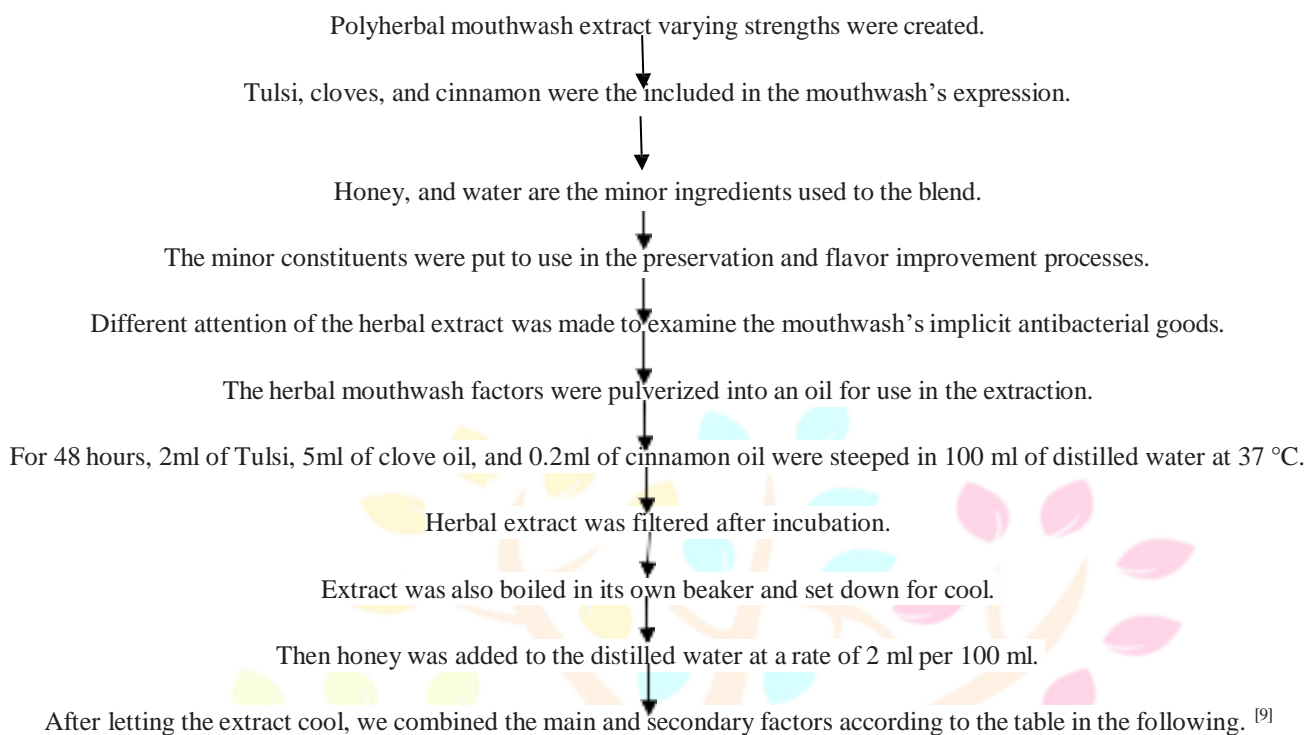 Polyherbal mouthwash extract varying strengths were created.
Tulsi, cloves, and cinnamon were the included in the mouthwash's expression.
Honey, and water are the minor ingredients used to the blend.
The minor constituents were put to use in the preservation and flavor improvement processes.
Different attention of the herbal extract was made to examine the mouthwash's implicit antibacterial goods.
The herbal mouthwash factors were pulverized into an oil for use in the extraction.
For 48 hours, 2ml of Tulsi, 5ml of clove oil, and 0.2ml of cinnamon oil were steeped in 100 ml of distilled water at 37 °C.
Herbal extract was filtered after incubation.
Extract was also boiled in its own beaker and set down for cool.
Then honey was added to the distilled water at a rate of 2 ml per 100 ml.
After letting the extract cool, we combined the main and secondary factors according to the table in the following. [9]